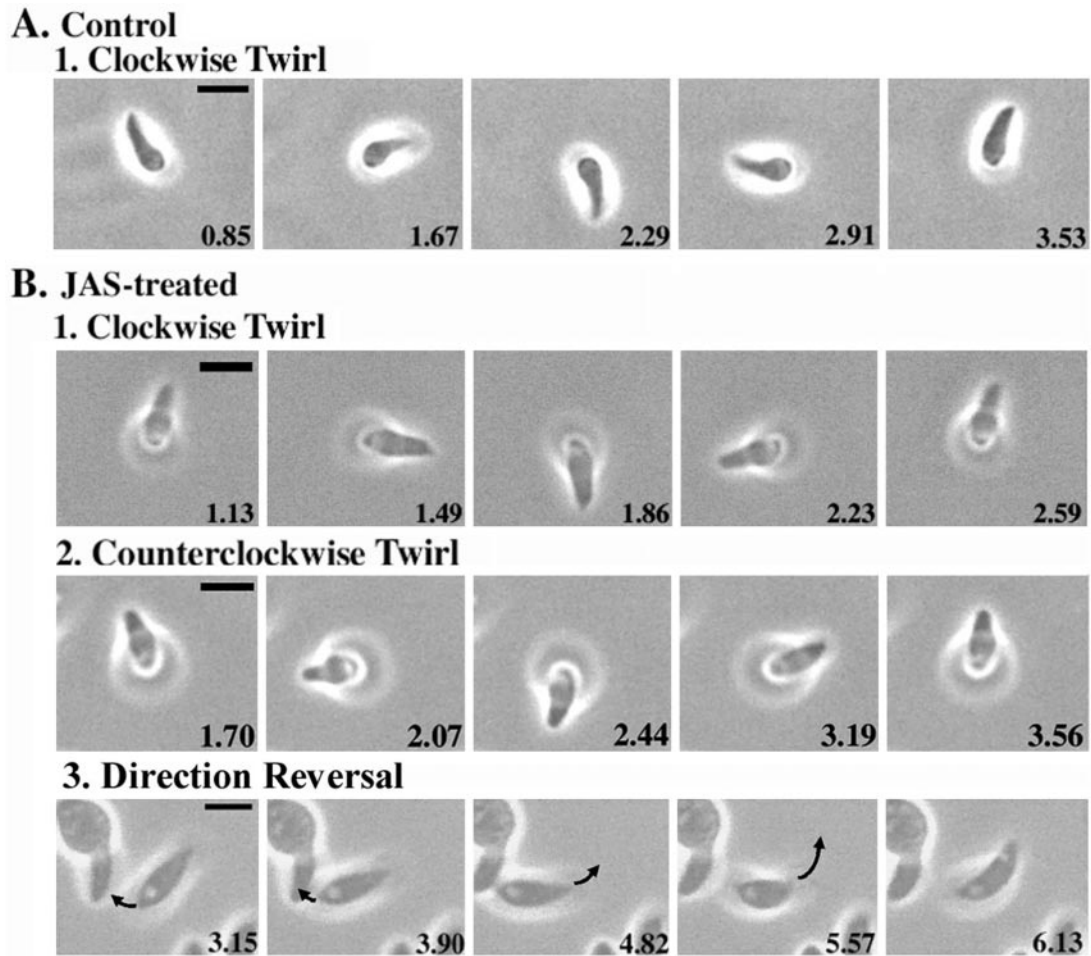 A. Control
1. Clockwise Twirl
0.85 1.67 2.29 2.91 3.53
B. JAS-treated
1. Clockwise Twirl
1.13 1.49 1.86 2.23 2.59
2. Counterclockwise Twirl
1.70 2.07 2.44 3.19 3.56
3. Direction Reversal
3.15 3.90 4.82 5.57 6.13